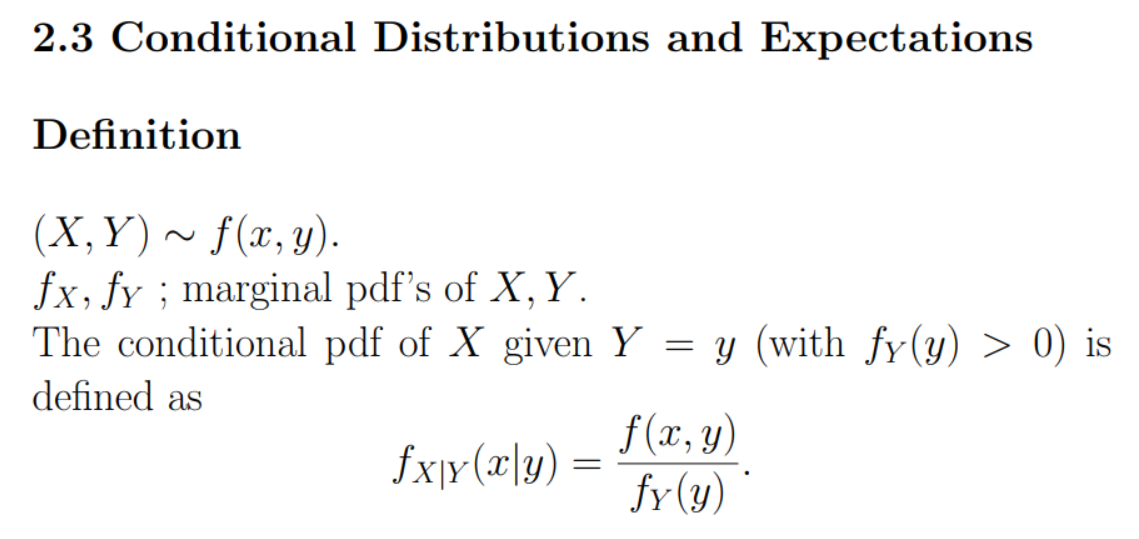 2.3 Conditional Distributions and Expectations
Definition
(X, Y) ~ f(x, y).
f_X, f_Y ; marginal pdf's of X, Y.
The conditional pdf of X given Y = y (with f_Y(y) > 0) is
defined as
f_{X|Y}(x|y) = \frac{f(x, y)}{f_Y(y)}.